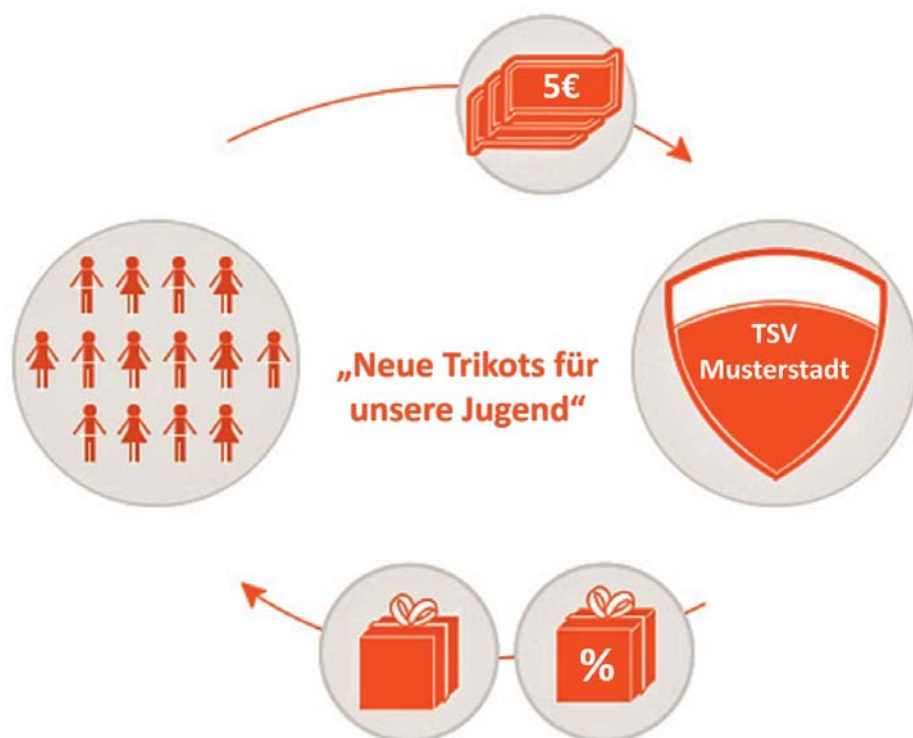 5€
„Neue Trikots für
unsere Jugend“
TSV
Musterstadt
%